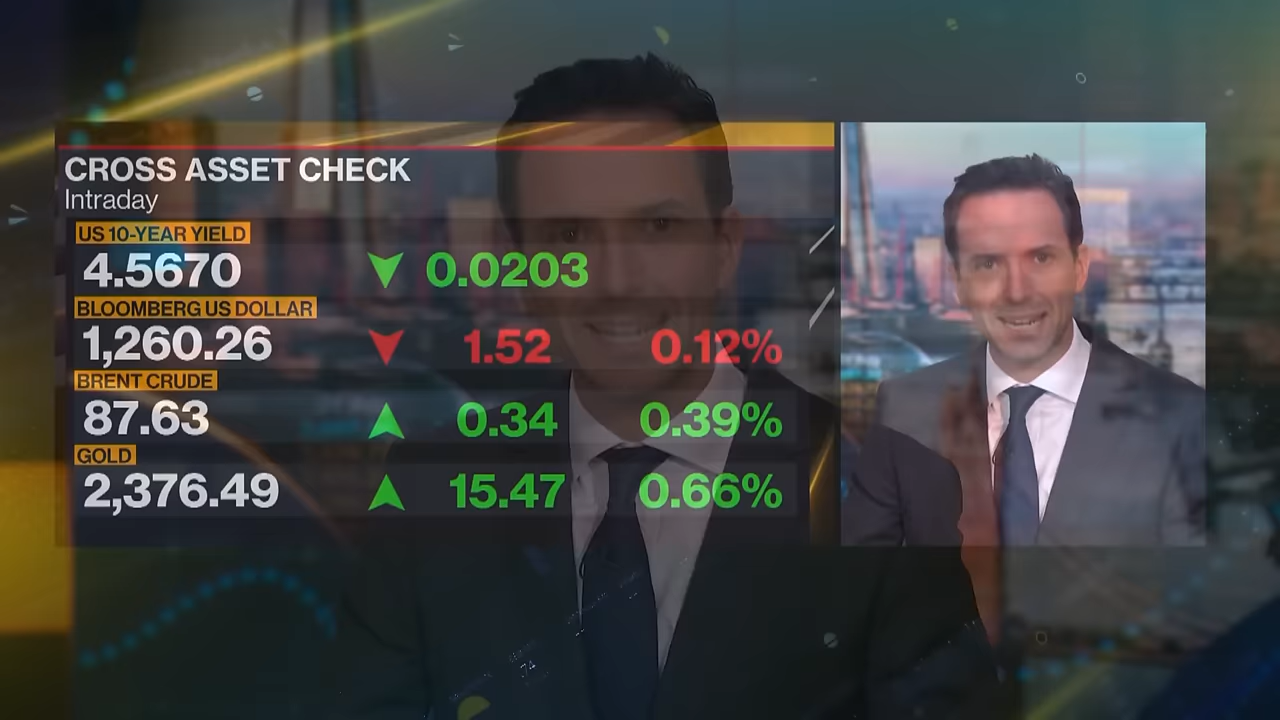 CROSS ASSET CHECK
Intraday
US 10-YEAR YIELD
4.5670 0.0203
BLOOMBERG US DOLLAR
1,260.26 1.52 0.12%
BRENT CRUDE
87.63 0.34 0.39%
GOLD
2,376.49 15.47 0.66%
74